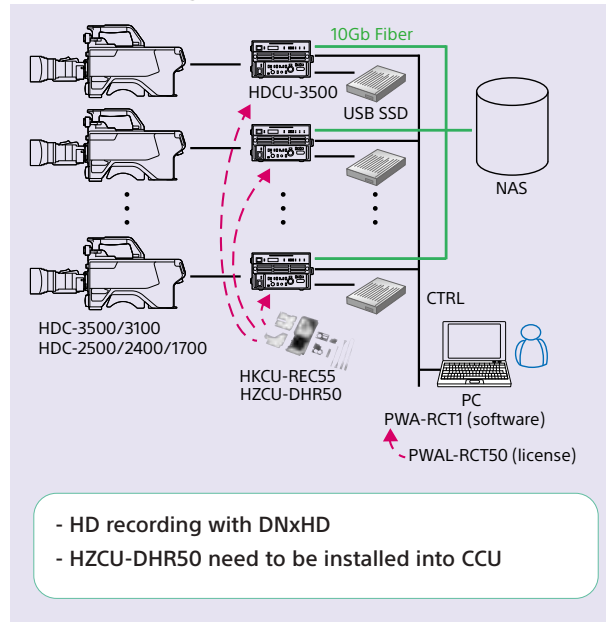 10Gb Fiber
HDCU-3500
USB SSD
NAS
CTRL
HDC-3500/3100
HDC-2500/2400/1700
HKCU-REC55
HZCU-DHR50
PC
PWA-RCT1 (software)
PWAL-RCT50 (license)
- HD recording with DNxHD
- HZCU-DHR50 need to be installed into CCU